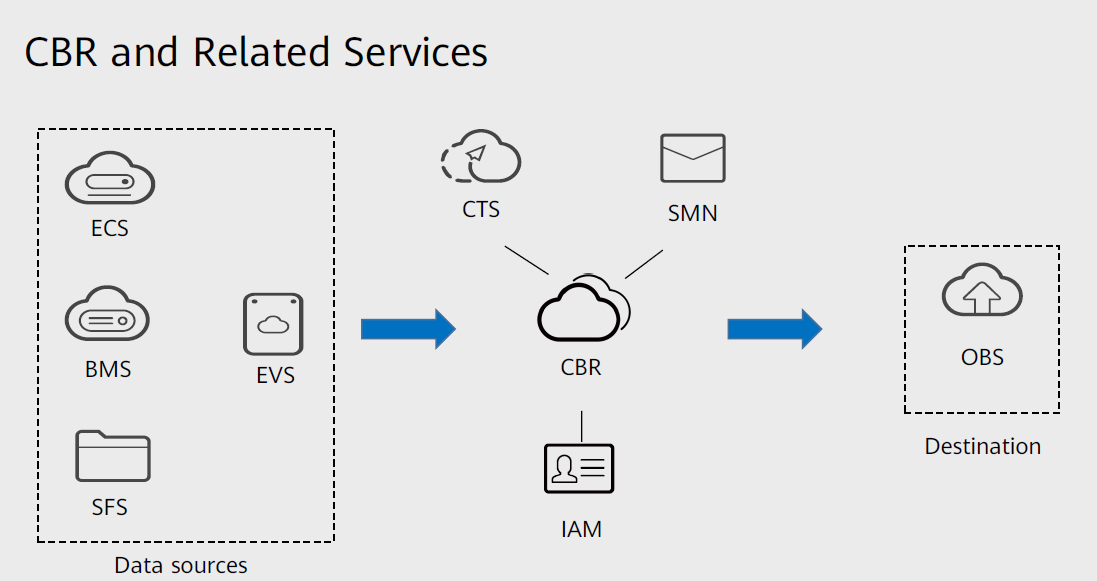 CBR and Related Services
ECS
BMS
EVS
SFS
Data sources
CTS
SMN
CBR
IAM
OBS
Destination